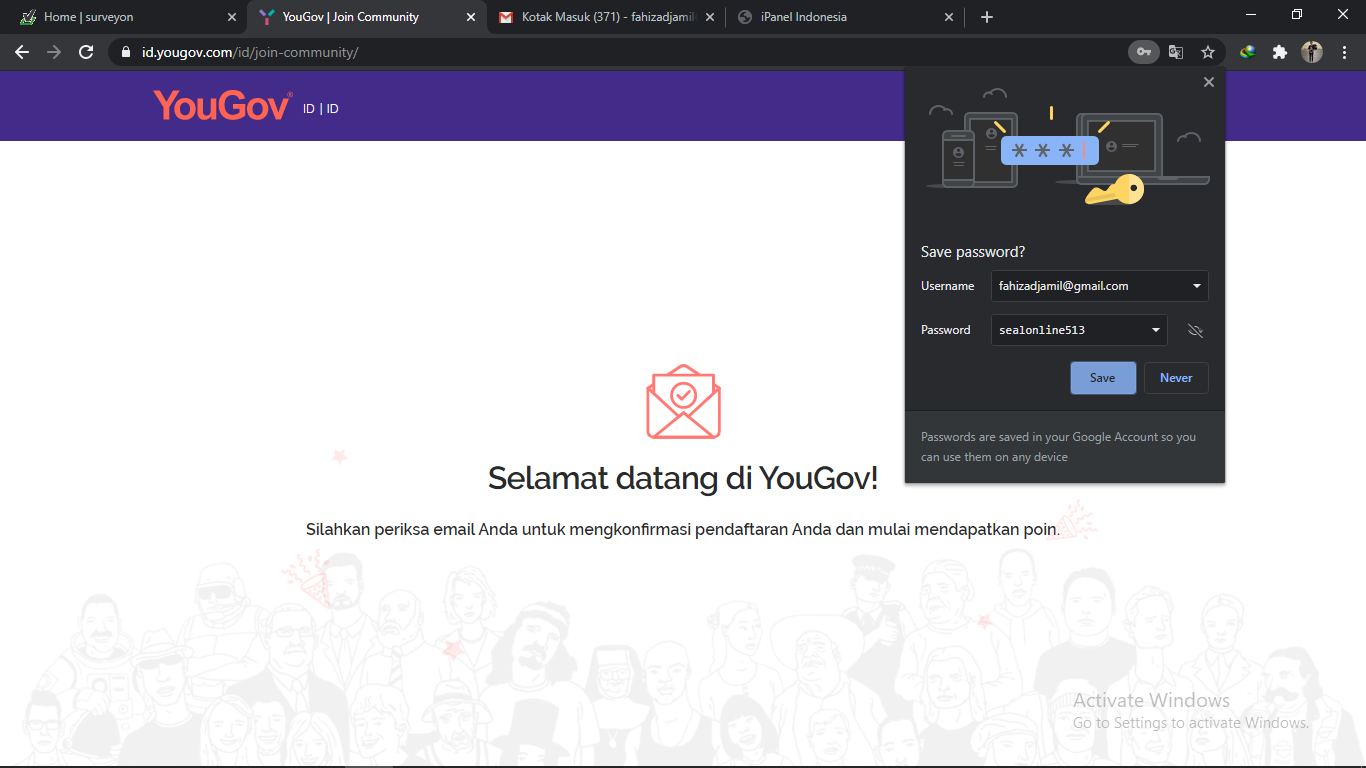 Home | surveyon
YouGov | Join Community
Kotak Masuk (371) - fahizadjamil
iPanel Indonesia
id.yougov.com/id/join-community/
YouGov® ID | ID
* * *
Save password?
Username fahizadjamil@gmail.com
Password sealonline513
Save Never
Passwords are saved in your Google Account so you
can use them on any device
Selamat datang di YouGov!
Silahkan periksa email Anda untuk mengkonfirmasi pendaftaran Anda dan mulai mendapatkan poin.
Activate Windows
Go to Settings to activate Windows.